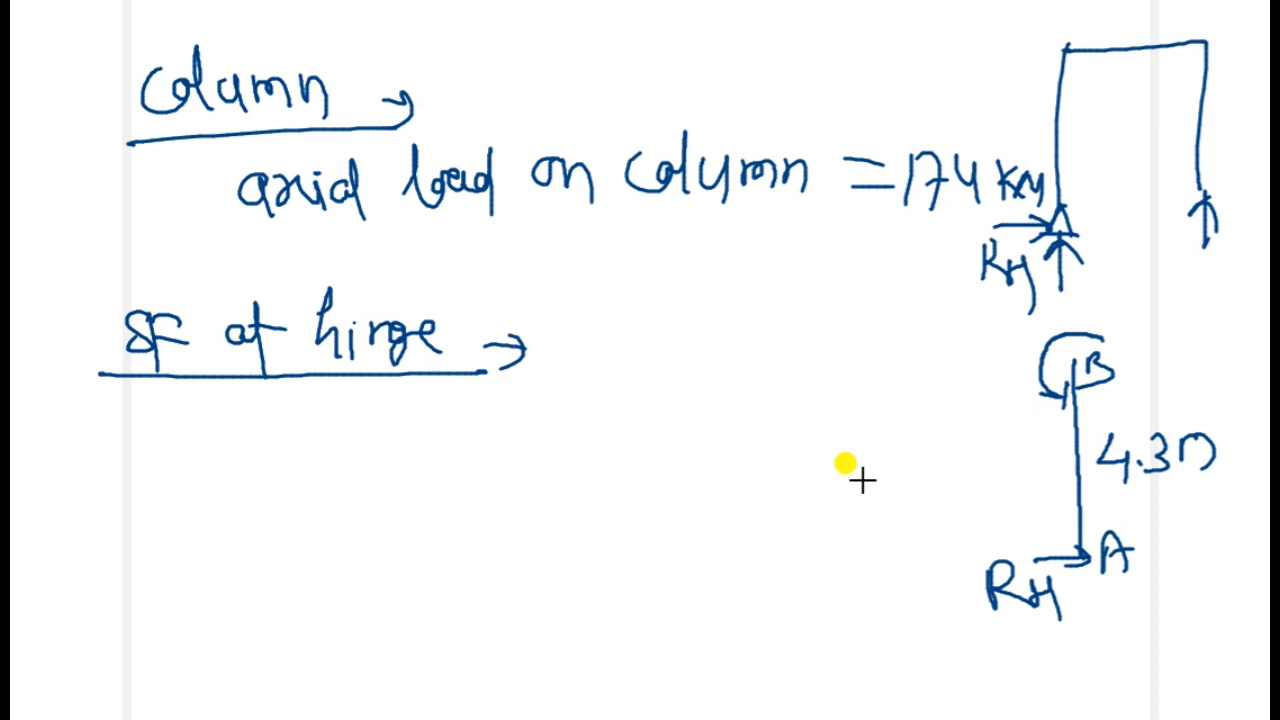 Column →
axial load on column = 174 KN
RH
SF at hinge →
B
4.3m
A
RH